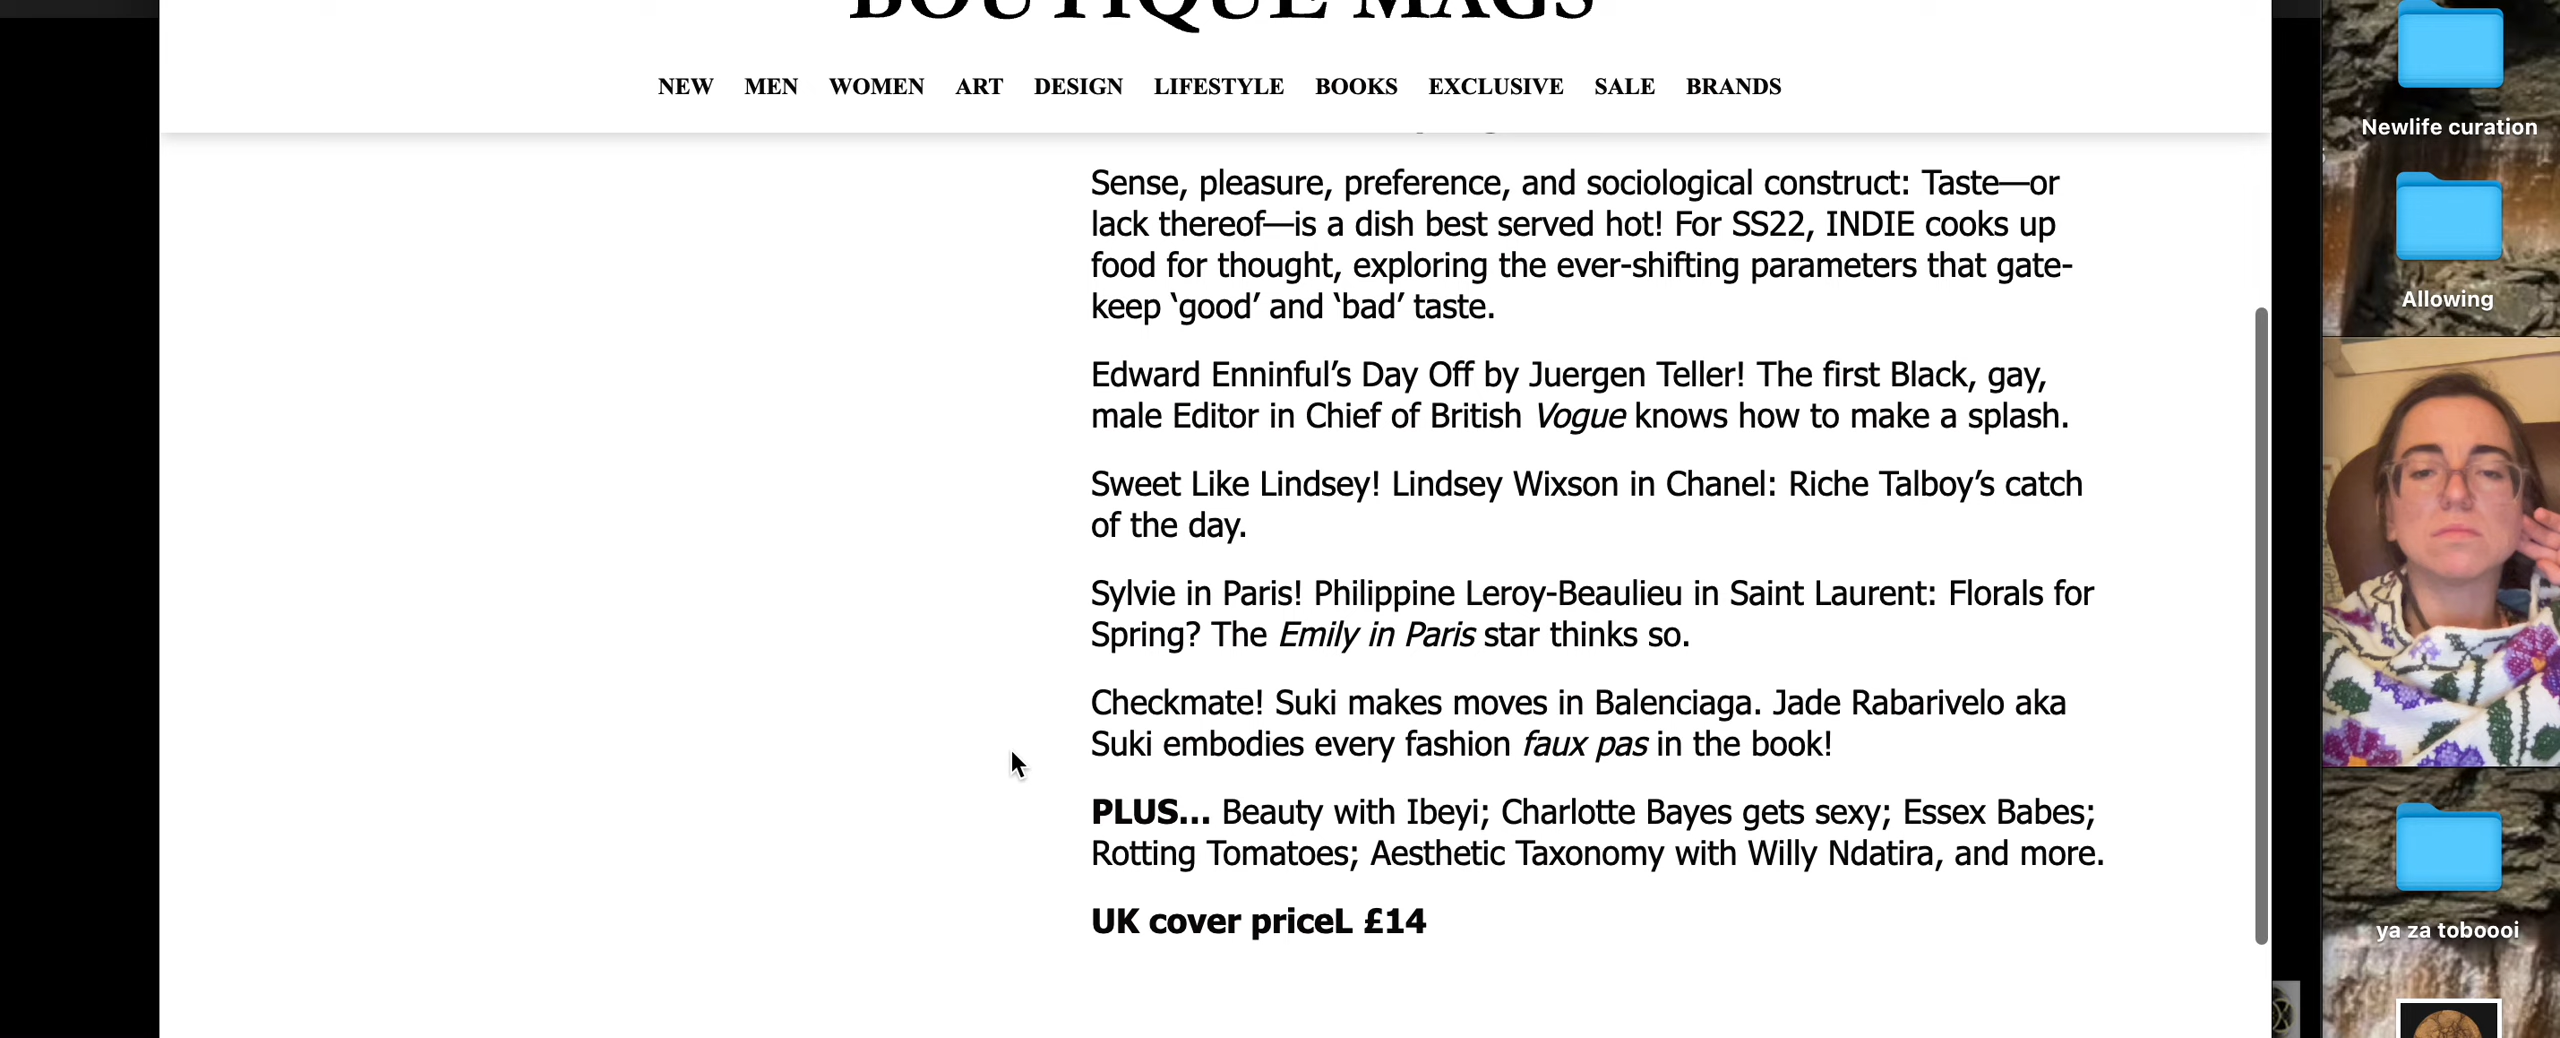 BOUTIQUE MAGS
NEW MEN WOMEN ART DESIGN LIFESTYLE BOOKS EXCLUSIVE SALE BRANDS
Sense, pleasure, preference, and sociological construct: Taste—or
lack thereof—is a dish best served hot! For SS22, INDIE cooks up
food for thought, exploring the ever-shifting parameters that gate-
keep ‘good’ and ‘bad’ taste.
Edward Enninful’s Day Off by Juergen Teller! The first Black, gay,
male Editor in Chief of British Vogue knows how to make a splash.
Sweet Like Lindsey! Lindsey Wixson in Chanel: Riche Talboy’s catch
of the day.
Sylvie in Paris! Philippine Leroy-Beaulieu in Saint Laurent: Florals for
Spring? The Emily in Paris star thinks so.
Checkmate! Suki makes moves in Balenciaga. Jade Rabarivelo aka
Suki embodies every fashion faux pas in the book!
PLUS... Beauty with Ibeyi; Charlotte Bayes gets sexy; Essex Babes;
Rotting Tomatoes; Aesthetic Taxonomy with Willy Ndatira, and more.
UK cover priceL £14
Newlife curation
Allowing
ya za toboooi